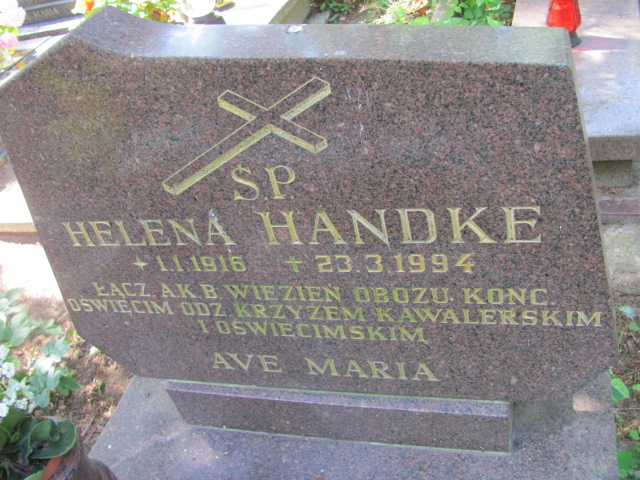 ŚP.
HELENA HANDKE
* 1.1.1916 + 23.3.1994
ŁĄCZ. A.K. B. WIĘZIEŃ OBOZU. KONC.
OŚWIĘCIM ODZ. KRZYŻEM KAWALERSKIM
I OŚWIĘCIMSKIM
AVE MARIA